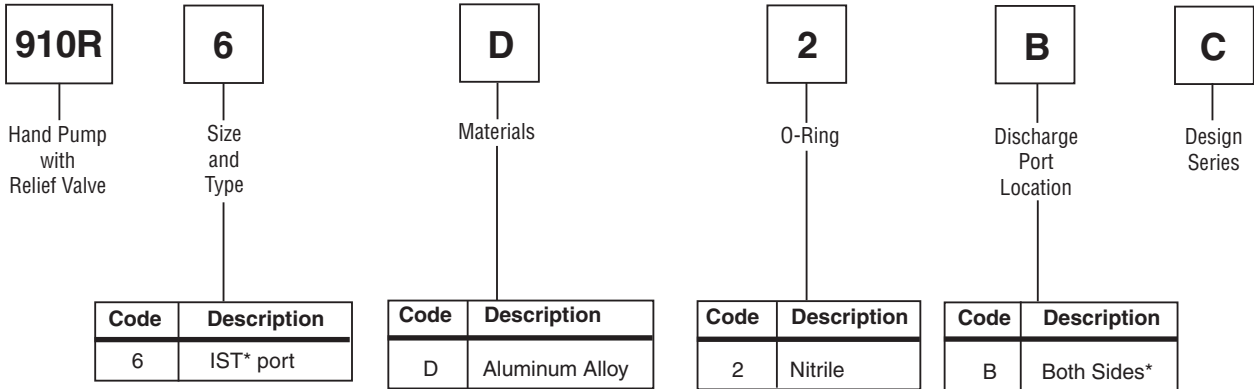 910R 6 D 2 B C
Hand Pump
with
Relief Valve
Size
and
Type
Materials
O-Ring
Discharge
Port
Location
Design
Series
Code Description
6 IST* port
Code Description
D Aluminum Alloy
Code Description
2 Nitrile
Code Description
B Both Sides*